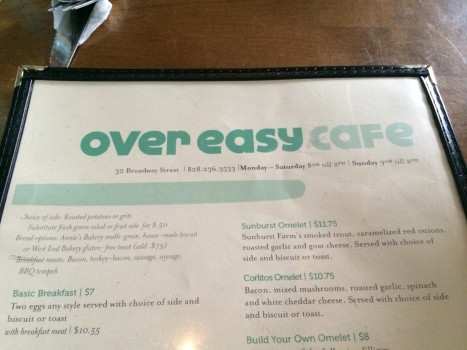 over easy cafe
32 Broadway Street | 828.236.3533 | Monday – Saturday 8AM till 2PM | Sunday 9AM till 2PM
Choice of side: Roasted potatoes or grits
Substitute fresh green salad or fruit side for $.50
Bread options: Annie's Bakery multi-grain, house-made biscuit
or West End Bakery gluten-free toast (add $.75)
Breakfast meats: Bacon, turkey-bacon, sausage, soysage,
BBQ tempeh
Basic Breakfast | $7
Two eggs any style served with choice of side and
biscuit or toast
with breakfast meat | $10.55
Sunburst Omelet | $11.75
Sunburst Farm's smoked trout, caramelized red onions,
roasted garlic and goat cheese. Served with choice of
side and biscuit or toast.
Corlitos Omelet | $10.75
Bacon, mixed mushrooms, roasted garlic, spinach
and white cheddar cheese. Served with choice of side
and biscuit or toast.
Build Your Own Omelet | $8